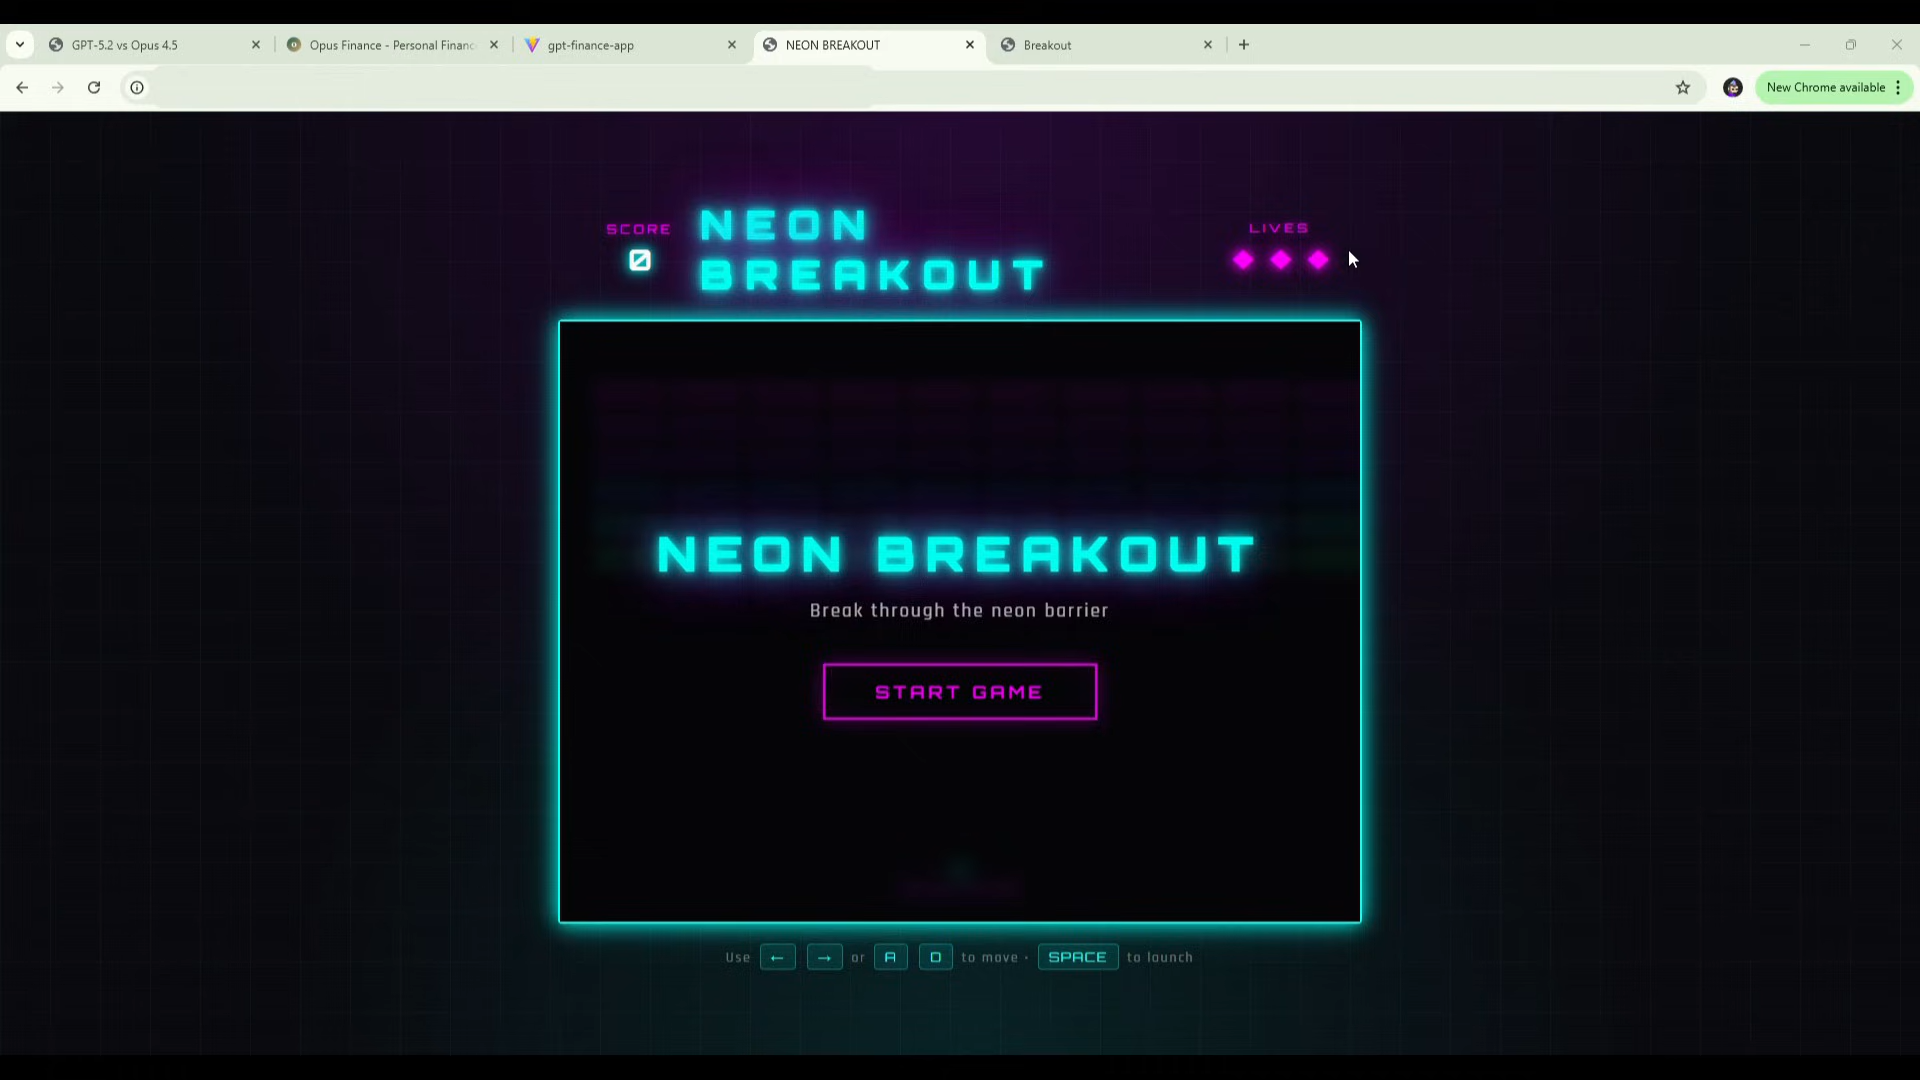 GPT-5.2 vs Opus 4.5
Opus Finance - Personal Financ
gpt-finance-app
NEON BREAKOUT
Breakout
New Chrome available
SCORE
0
NEON
BREAKOUT
LIVES
NEON BREAKOUT
Break through the neon barrier
START GAME
Use ← → or A D to move · SPACE to launch